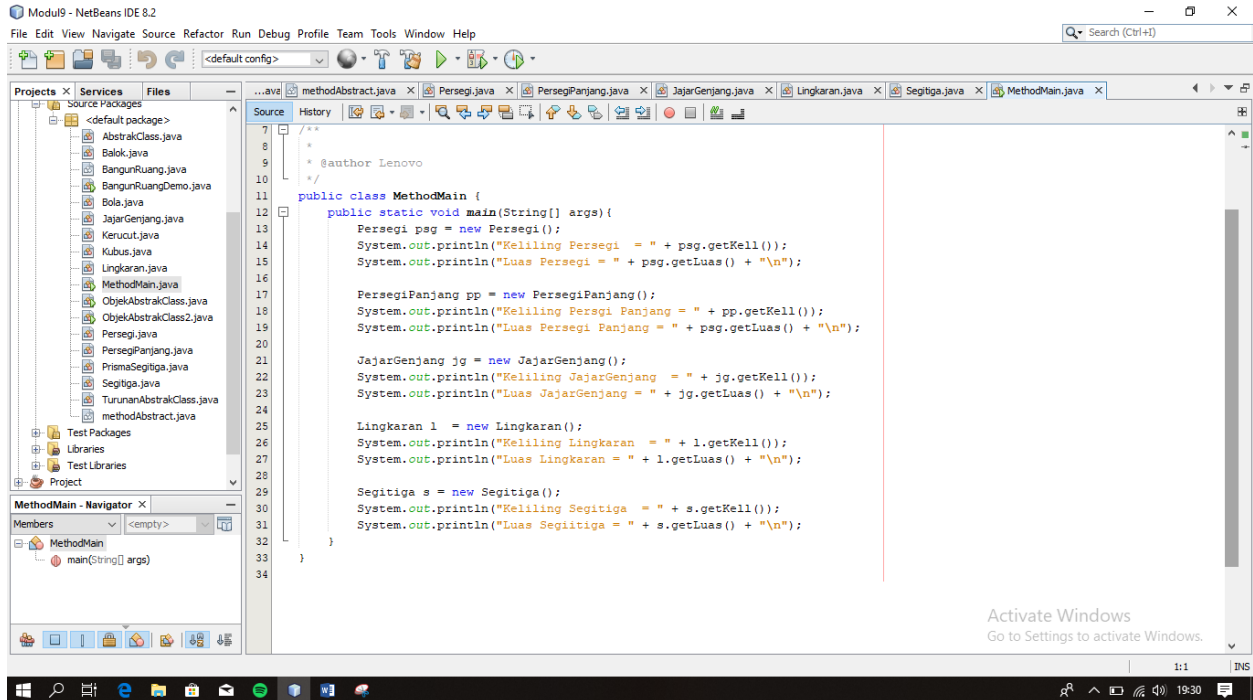 Modul9 - NetBeans IDE 8.2
File Edit View Navigate Source Refactor Run Debug Profile Team Tools Window Help
Search (Ctrl+I)
<default config>
Projects Services Files
...ava methodAbstract.java Persegi.java PersegiPanjang.java JajarGenjang.java Lingkaran.java Segitiga.java MethodMain.java
Source History
Source Packages
<default package>
AbstrakClass.java
Balok.java
BangunRuang.java
BangunRuangDemo.java
Bola.java
JajarGenjang.java
Kerucut.java
Kubus.java
Lingkaran.java
MethodMain.java
ObjekAbstrakClass.java
ObjekAbstrakClass2.java
Persegi.java
PersegiPanjang.java
PrismaSegitiga.java
Segitiga.java
TurunanAbstrakClass.java
methodAbstract.java
Test Packages
Libraries
Test Libraries
Project
MethodMain - Navigator
Members <empty>
MethodMain
main(String[] args)
7 /**
8 *
9 * @author Lenovo
10 */
11 public class MethodMain {
12 public static void main(String[] args){
13 Persegi psg = new Persegi();
14 System.out.println("Keliling Persegi  = " + psg.getKell());
15 System.out.println("Luas Persegi = " + psg.getLuas() + "\n");
16
17 PersegiPanjang pp = new PersegiPanjang();
18 System.out.println("Keliling Persgi Panjang = " + pp.getKell());
19 System.out.println("Luas Persegi Panjang = " + psg.getLuas() + "\n");
20
21 JajarGenjang jg = new JajarGenjang();
22 System.out.println("Keliling JajarGenjang  = " + jg.getKell());
23 System.out.println("Luas JajarGenjang = " + jg.getLuas() + "\n");
24
25 Lingkaran l  = new Lingkaran();
26 System.out.println("Keliling Lingkaran  = " + l.getKell());
27 System.out.println("Luas Lingkaran = " + l.getLuas() + "\n");
28
29 Segitiga s = new Segitiga();
30 System.out.println("Keliling Segitiga  = " + s.getKell());
31 System.out.println("Luas Segiitiga = " + s.getLuas() + "\n");
32 }
33 }
34
Activate Windows
Go to Settings to activate Windows.
1:1 INS
19:30